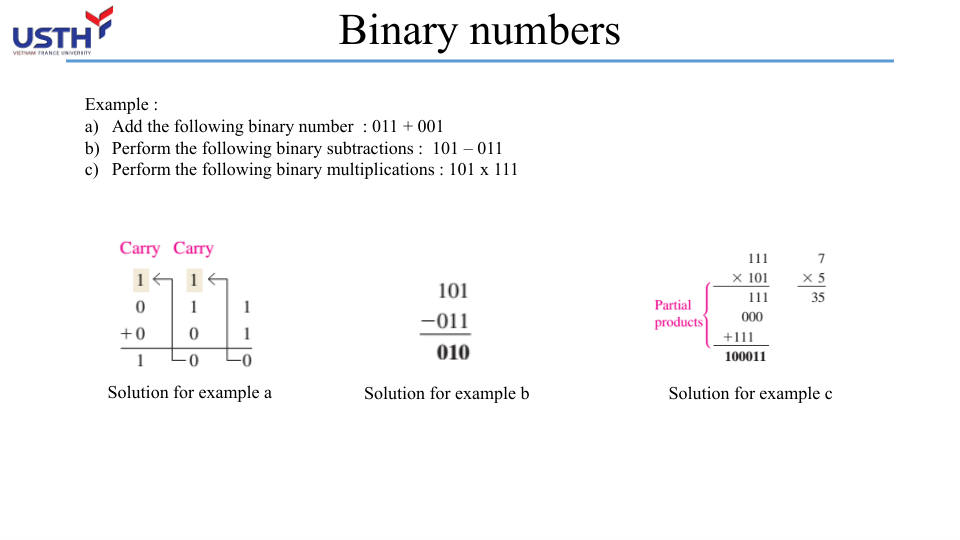 USTH
VIETNAM FRANCE UNIVERSITY
Binary numbers
Example :
a) Add the following binary number : 011 + 001
b) Perform the following binary subtractions : 101 – 011
c) Perform the following binary multiplications : 101 x 111
Carry Carry
1 1
0 1 1
+0 0 1
1 0 0
Solution for example a
101
−011
010
Solution for example b
111 7
× 101 × 5
111 35
000
+111
100011
Partial
products
Solution for example c